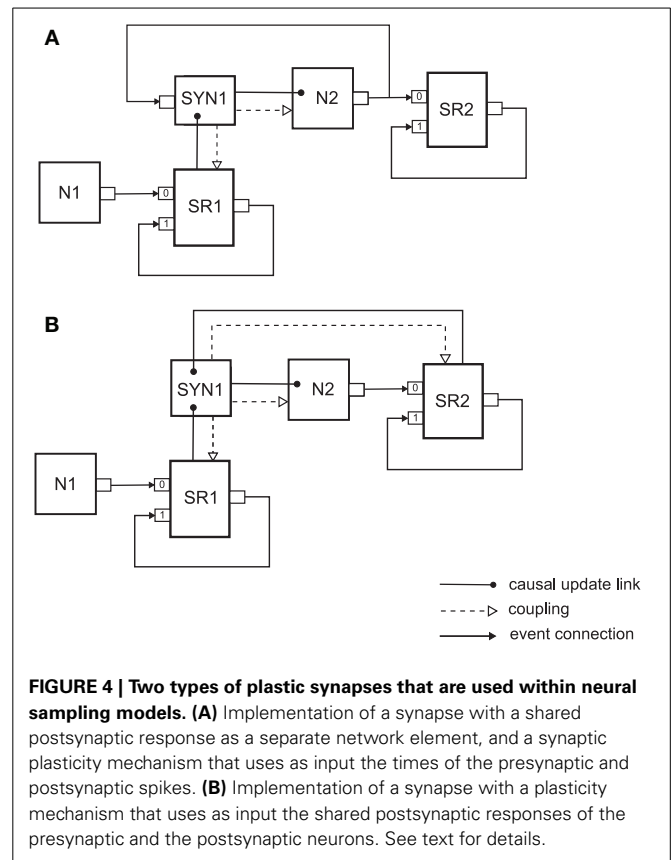 A
SYN1
N2
0
1
SR2
N1
0
1
SR1
B
SYN1
N2
0
1
SR2
N1
0
1
SR1
causal update link
coupling
event connection
FIGURE 4 | Two types of plastic synapses that are used within neural
sampling models. (A) Implementation of a synapse with a shared
postsynaptic response as a separate network element, and a synaptic
plasticity mechanism that uses as input the times of the presynaptic and
postsynaptic spikes. (B) Implementation of a synapse with a plasticity
mechanism that uses as input the shared postsynaptic responses of the
presynaptic and the postsynaptic neurons. See text for details.